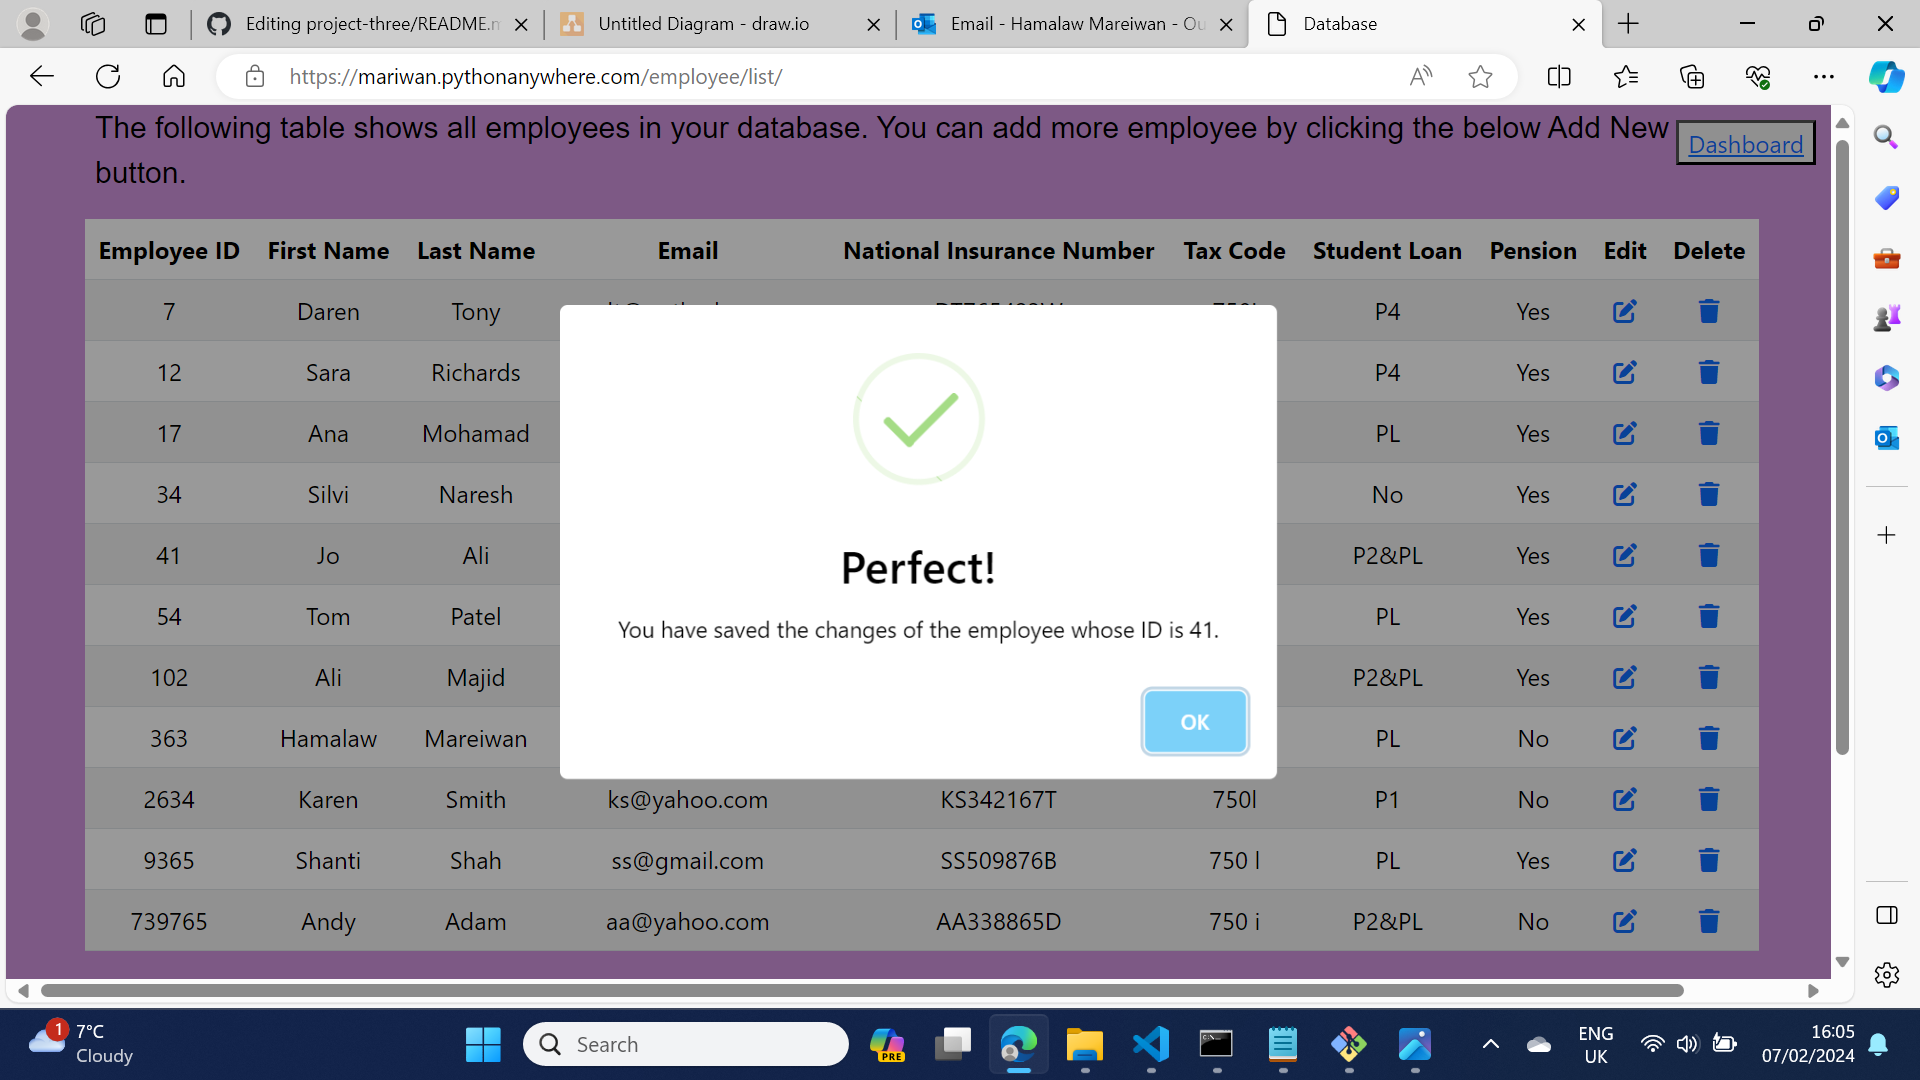 Editing project-three/README.m
Untitled Diagram - draw.io
Email - Hamalaw Mareiwan - Ou
Database
https://mariwan.pythonanywhere.com/employee/list/
The following table shows all employees in your database. You can add more employee by clicking the below Add New
button.
Dashboard
Employee ID First Name Last Name Email National Insurance Number Tax Code Student Loan Pension Edit Delete
7 Daren Tony P4 Yes
12 Sara Richards P4 Yes
17 Ana Mohamad PL Yes
34 Silvi Naresh No Yes
41 Jo Ali P2&PL Yes
54 Tom Patel PL Yes
102 Ali Majid P2&PL Yes
363 Hamalaw Mareiwan PL No
2634 Karen Smith ks@yahoo.com KS342167T 750l P1 No
9365 Shanti Shah ss@gmail.com SS509876B 750 l PL Yes
739765 Andy Adam aa@yahoo.com AA338865D 750 i P2&PL No
Perfect!
You have saved the changes of the employee whose ID is 41.
OK
1
7°C
Cloudy
Search
PRE
ENG
UK
16:05
07/02/2024